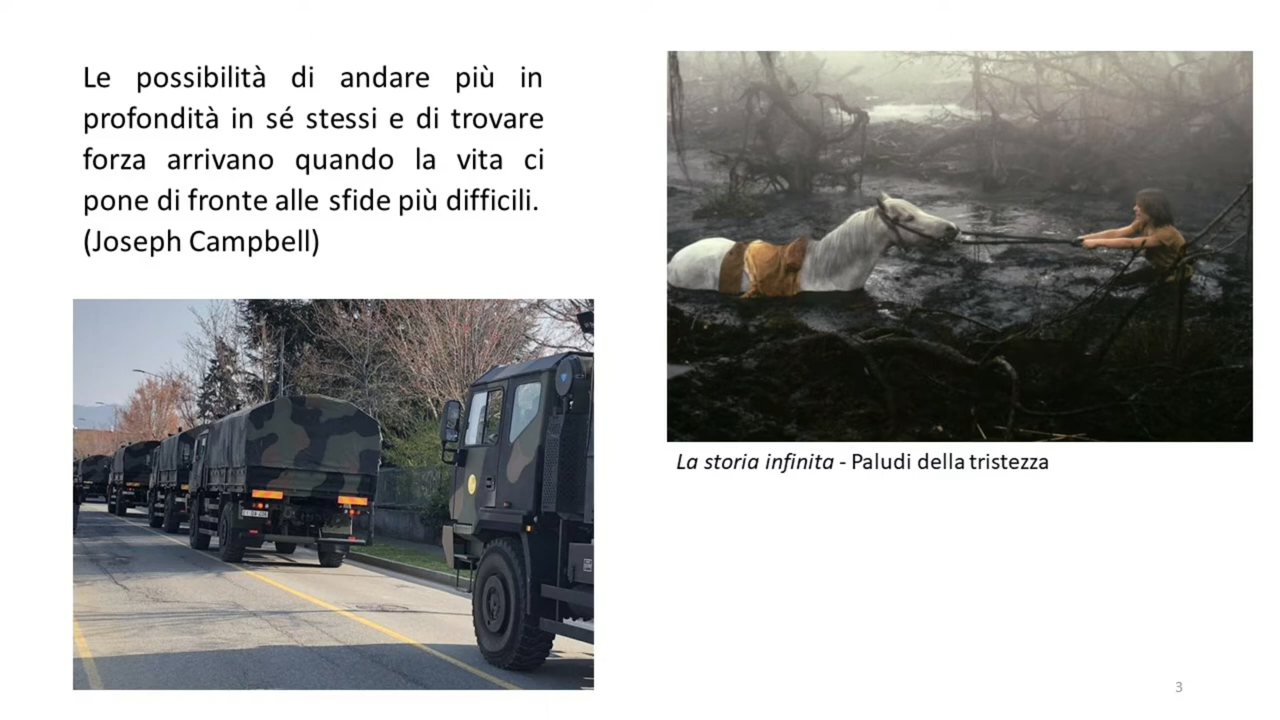 Le possibilità di andare più in
profondità in sé stessi e di trovare
forza arrivano quando la vita ci
pone di fronte alle sfide più difficili.
(Joseph Campbell)
La storia infinita - Paludi della tristezza
3